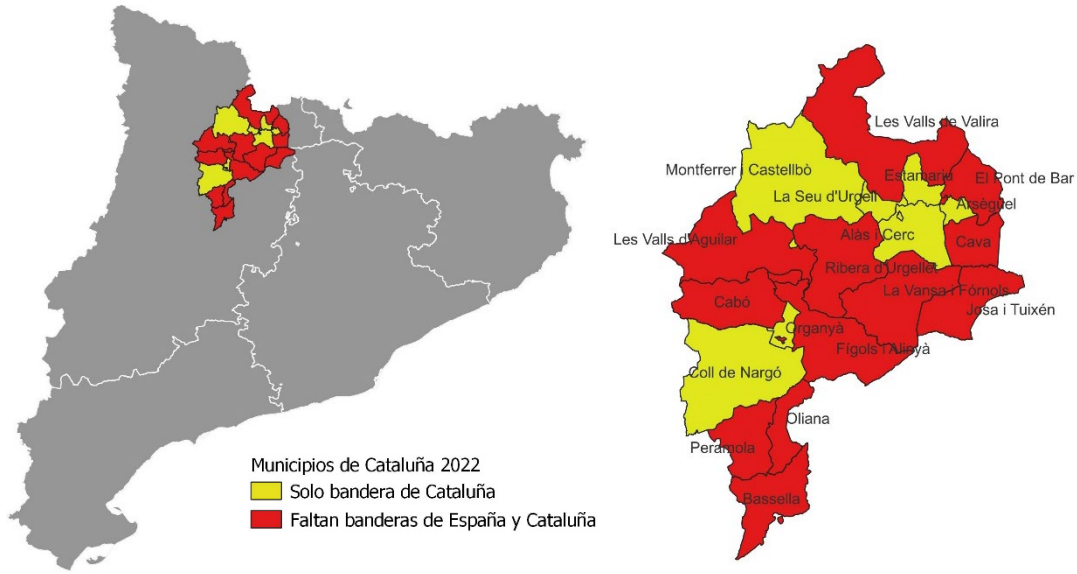 Les Valls de Valira
Montferrer i Castellbò
Estamariu
El Pont de Bar
La Seu d'Urgell
Arsèguel
Les Valls d'Aguilar
Alàs i Cerc
Cava
Ribera d'Urgellet
La Vansa i Fórnols
Cabó
Josa i Tuixén
Organyà
Fígols i Alinyà
Coll de Nargó
Oliana
Peramola
Bassella
Municipios de Cataluña 2022
Solo bandera de Cataluña
Faltan banderas de España y Cataluña